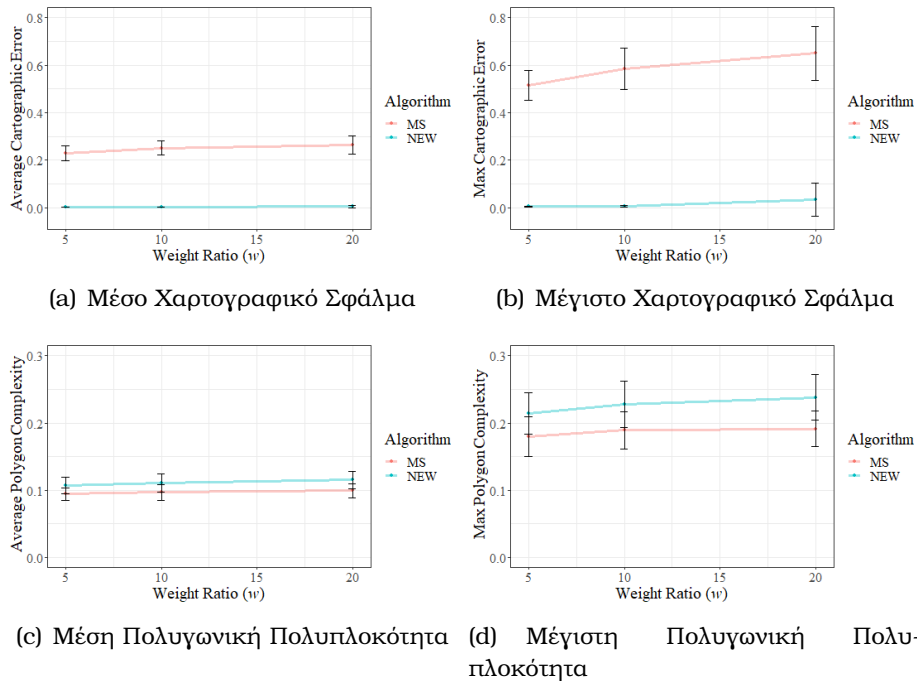 0.8
0.6
0.4
0.2
0.0
Average Cartographic Error
5
10
15
20
Weight Ratio (w)
Algorithm
MS
NEW
(a) Μέσο Χαρτογραφικό Σφάλμα
0.8
0.6
0.4
0.2
0.0
Max Cartographic Error
5
10
15
20
Weight Ratio (w)
Algorithm
MS
NEW
(b) Μέγιστο Χαρτογραφικό Σφάλμα
0.3
0.2
0.1
0.0
Average Polygon Complexity
5
10
15
20
Weight Ratio (w)
Algorithm
MS
NEW
(c) Μέση Πολυγωνική Πολυπλοκότητα
0.3
0.2
0.1
0.0
Max Polygon Complexity
5
10
15
20
Weight Ratio (w)
Algorithm
MS
NEW
(d) Μέγιστη Πολυγωνική Πολυ-
πλοκότητα